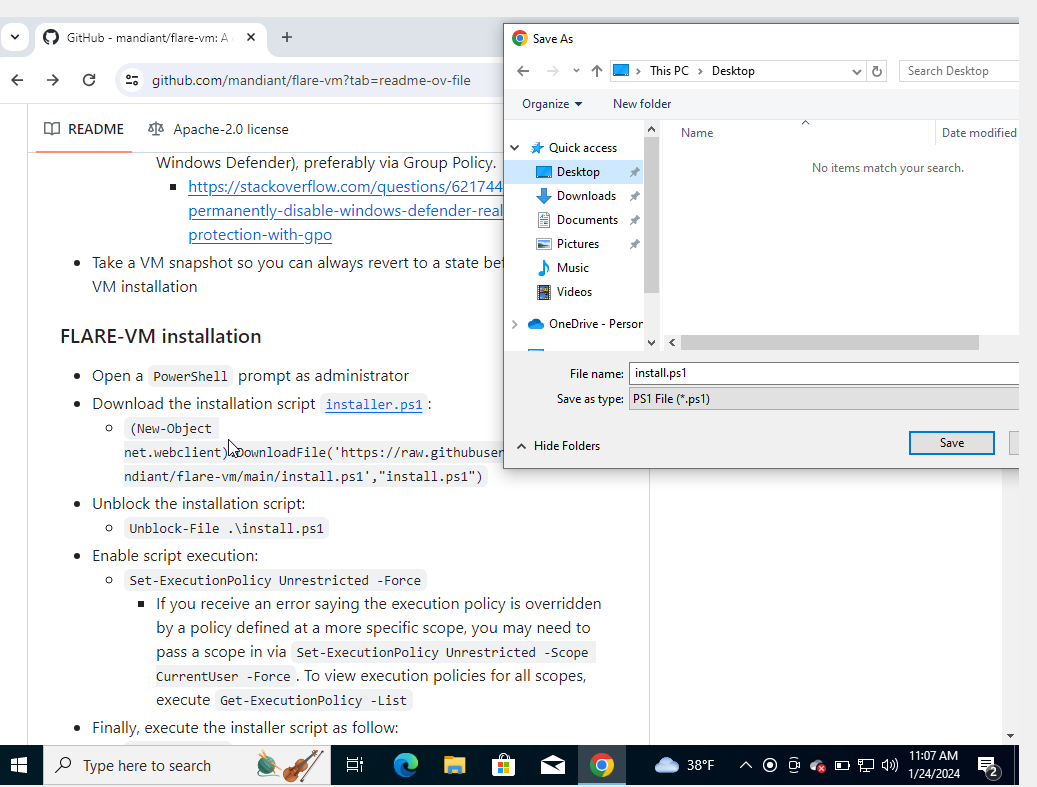 GitHub - mandiant/flare-vm: A
github.com/mandiant/flare-vm?tab=readme-ov-file
README
Apache-2.0 license
Windows Defender), preferably via Group Policy.
https://stackoverflow.com/questions/621744
permanently-disable-windows-defender-real
protection-with-gpo
Take a VM snapshot so you can always revert to a state bef
VM installation
FLARE-VM installation
Open a PowerShell prompt as administrator
Download the installation script installer.ps1 :
(New-Object
net.webclient).DownloadFile('https://raw.githubuser
ndiant/flare-vm/main/install.ps1',"install.ps1")
Unblock the installation script:
Unblock-File .\install.ps1
Enable script execution:
Set-ExecutionPolicy Unrestricted -Force
If you receive an error saying the execution policy is overridden
by a policy defined at a more specific scope, you may need to
pass a scope in via Set-ExecutionPolicy Unrestricted -Scope
CurrentUser -Force . To view execution policies for all scopes,
execute Get-ExecutionPolicy -List
Finally, execute the installer script as follow:
Save As
This PC > Desktop
Search Desktop
Organize
New folder
Quick access
Desktop
Downloads
Documents
Pictures
Music
Videos
OneDrive - Person
Name
Date modified
No items match your search.
File name: install.ps1
Save as type: PS1 File (*.ps1)
Hide Folders
Save
Type here to search
38°F
11:07 AM
1/24/2024
2